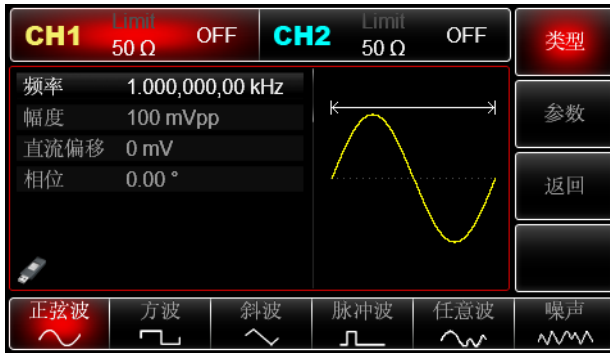 CH1 Limit 50 Ω OFF CH2 Limit 50 Ω OFF
类型
频率 1.000,000,00 kHz
幅度 100 mVpp
直流偏移 0 mV
相位 0.00 °
参数
返回
正弦波 方波 斜波 脉冲波 任意波 噪声